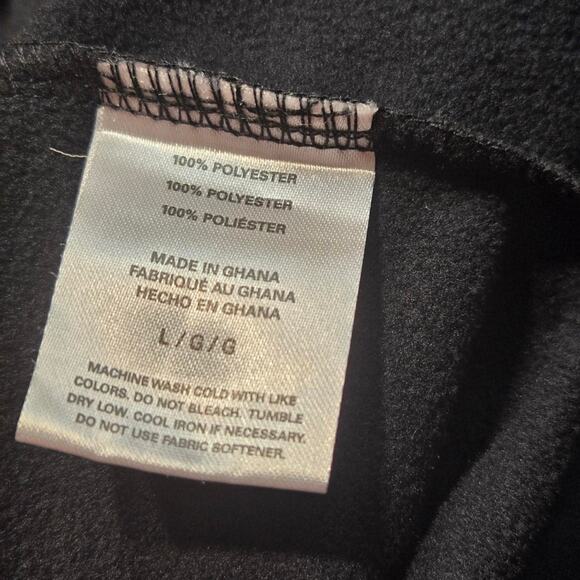 100% POLYESTER
100% POLYESTER
100% POLIÉSTER
MADE IN GHANA
FABRIQUÉ AU GHANA
HECHO EN GHANA
L/G/G
MACHINE WASH COLD WITH LIKE
COLORS. DO NOT BLEACH. TUMBLE
DRY LOW. COOL IRON IF NECESSARY.
DO NOT USE FABRIC SOFTENER.